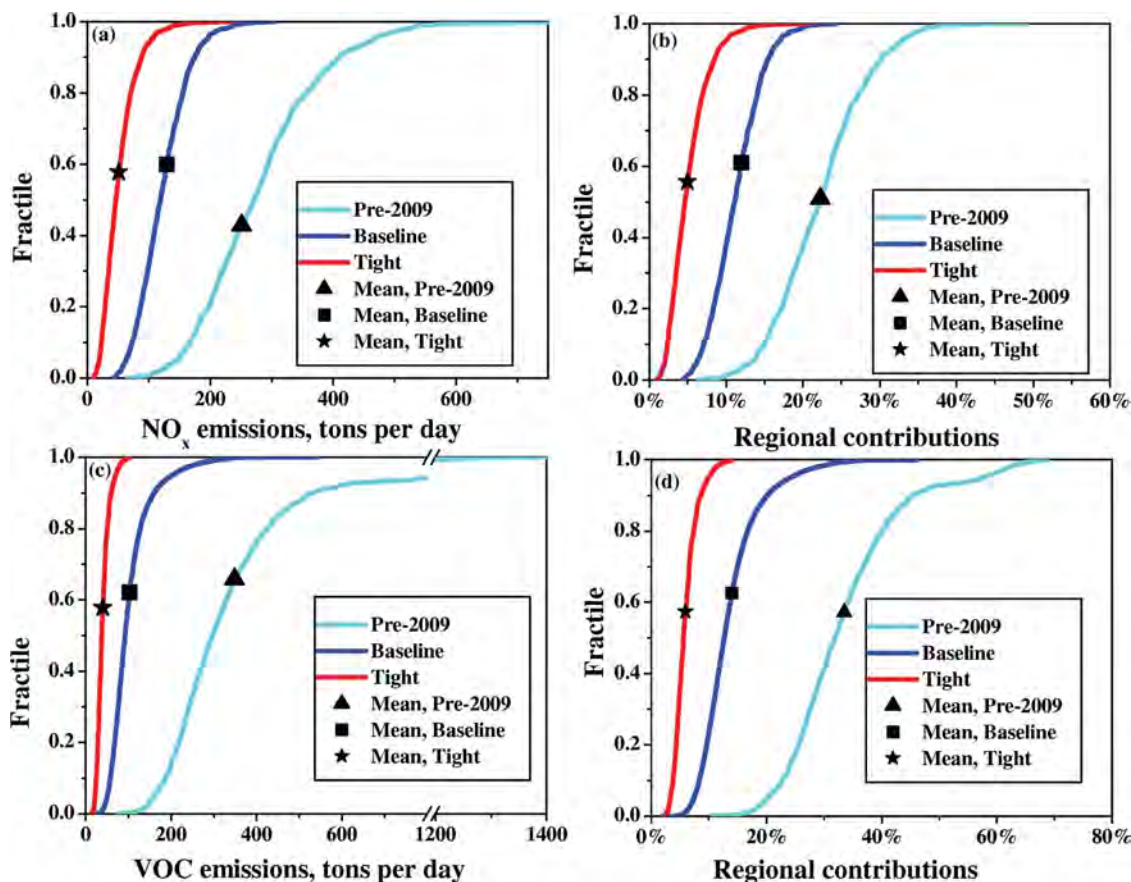 (a)
Fractile
1.0
0.8
0.6
0.4
0.2
0.0
Pre-2009
Baseline
Tight
Mean, Pre-2009
Mean, Baseline
Mean, Tight
0 200 400 600
NOx emissions, tons per day
(b)
Fractile
1.0
0.8
0.6
0.4
0.2
0.0
Pre-2009
Baseline
Tight
Mean, Pre-2009
Mean, Baseline
Mean, Tight
0% 10% 20% 30% 40% 50% 60%
Regional contributions
(c)
Fractile
1.0
0.8
0.6
0.4
0.2
0.0
Pre-2009
Baseline
Tight
Mean, Pre-2009
Mean, Baseline
Mean, Tight
0 200 400 600 1200 1400
VOC emissions, tons per day
(d)
Fractile
1.0
0.8
0.6
0.4
0.2
0.0
Pre-2009
Baseline
Tight
Mean, Pre-2009
Mean, Baseline
Mean, Tight
0% 20% 40% 60% 80%
Regional contributions